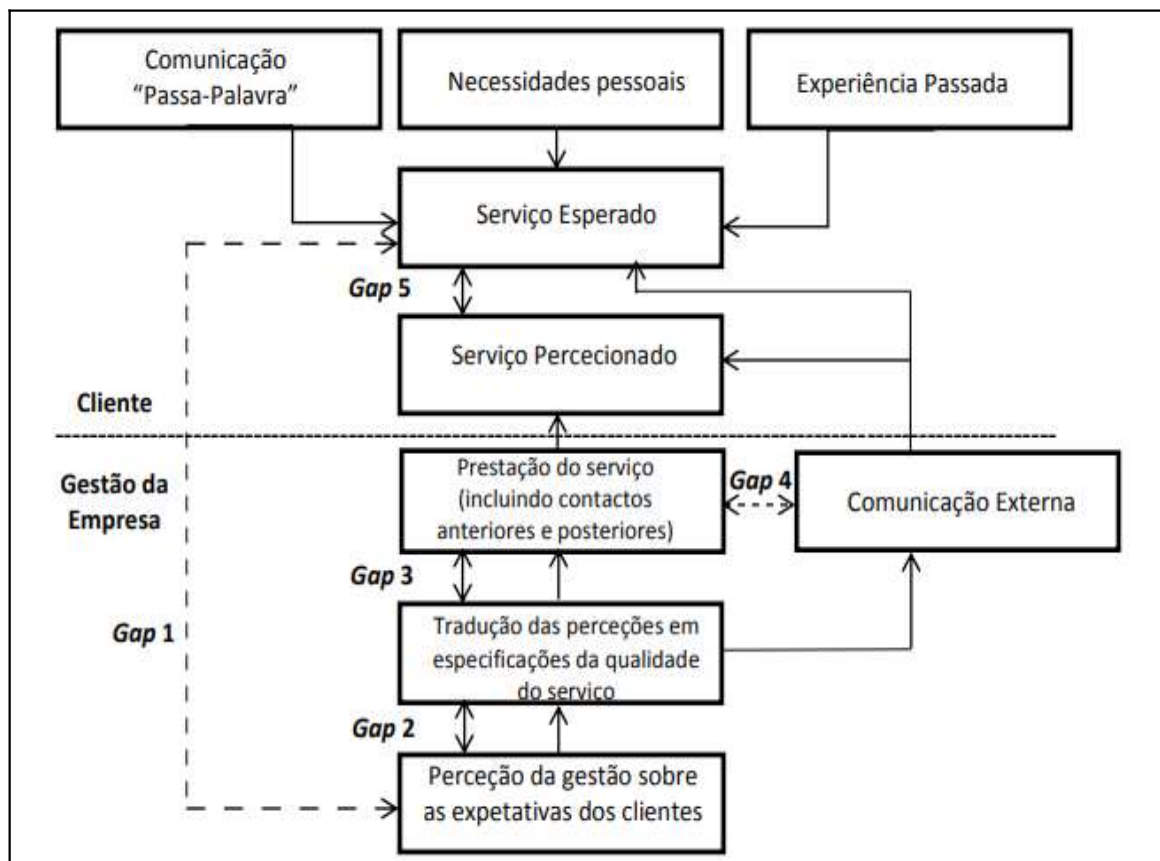 Comunicação
“Passa-Palavra”
Necessidades pessoais
Experiência Passada
Serviço Esperado
Gap 5
Serviço Percecionado
Cliente
Gestão da
Empresa
Prestação do serviço
(incluindo contactos
anteriores e posteriores)
Gap 4
Comunicação Externa
Gap 3
Gap 1
Tradução das perceções em
especificações da qualidade
do serviço
Gap 2
Perceção da gestão sobre
as expetativas dos clientes